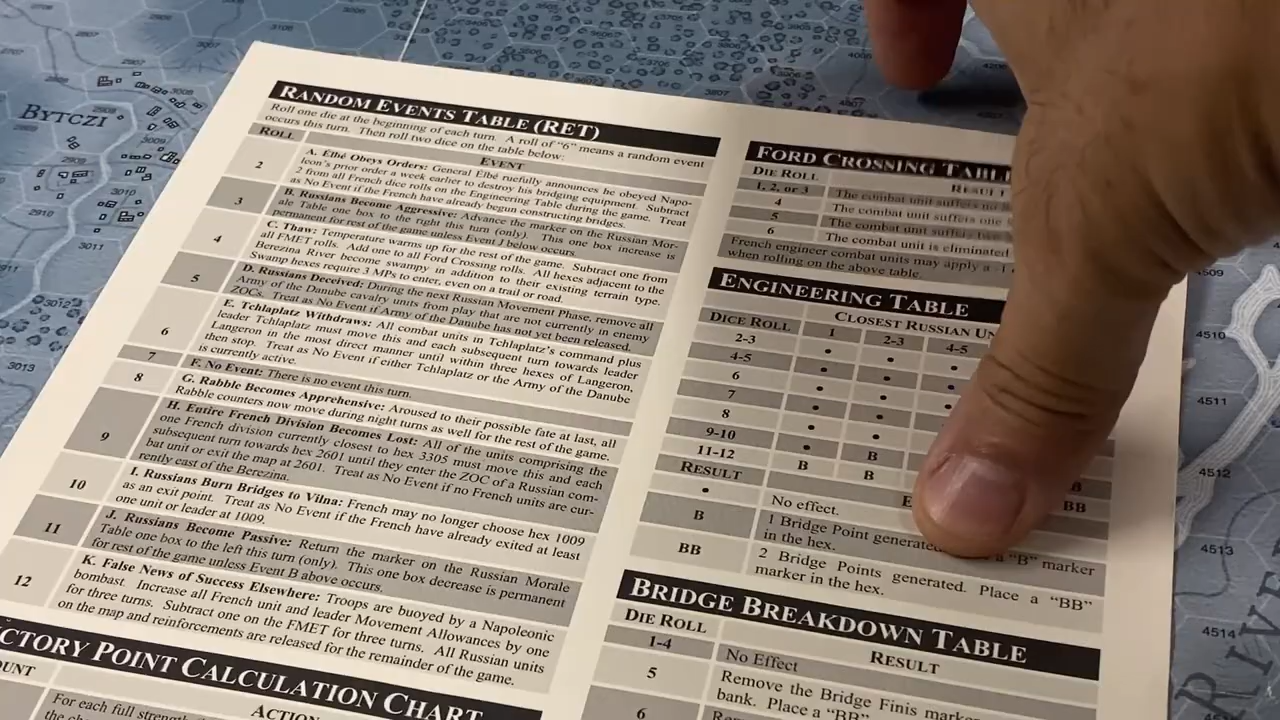 BYTCZI
RANDOM EVENTS TABLE (RET)
Roll one die at the beginning of each turn. A roll of “6” means a random event
occurs this turn. Then roll two dice on the table below:
ROLL EVENT
2 A. Elbé Obeys Orders: General Elbé ruefully announces he obeyed Napo-
leon's prior order a week earlier to destroy his bridging equipment. Subtract
2 from all French dice rolls on the Engineering Table during the game. Treat
as No Event if the French have already begun constructing bridges.
3 B. Russians Become Aggressive: Advance the marker on the Russian Mor-
ale Table one box to the right this turn (only). This one box increase is
permanent for rest of the game unless Event J below occurs.
4 C. Thaw: Temperature warms up for the rest of the game. Subtract one from
all FMET rolls. Add one to all Ford Crossing rolls. All hexes adjacent to the
Berezina River become swampy in addition to their existing terrain type.
Swamp hexes require 3 MPs to enter, even on a trail or road.
5 D. Russians Deceived: During the next Russian Movement Phase, remove all
Army of the Danube cavalry units from play that are not currently in enemy
ZOCs. Treat as No Event if Army of the Danube has not yet been released.
6 E. Tchlaplatz Withdraws: All combat units in Tchlaplatz's command plus
leader Tchlaplatz must move this and each subsequent turn towards leader
Langeron in the most direct manner until within three hexes of Langeron,
then stop. Treat as No Event if either Tchlaplatz or the Army of the Danube
is currently active.
7 F. No Event: There is no event this turn.
8 G. Rabble Becomes Apprehensive: Aroused to their possible fate at last, all
Rabble counters now move during night turns as well for the rest of the game.
9 H. Entire French Division Becomes Lost: All of the units comprising the
one French division currently closest to hex 3305 must move this and each
subsequent turn towards hex 2601 until they enter the ZOC of a Russian com-
bat unit or exit the map at 2601. Treat as No Event if no French units are cur-
rently east of the Berezina.
10 I. Russians Burn Bridges to Vilna: French may no longer choose hex 1009
as an exit point. Treat as No Event if the French have already exited at least
one unit or leader at 1009.
11 J. Russians Become Passive: Return the marker on the Russian Morale
Table one box to the left this turn (only). This one box decrease is permanent
for rest of the game unless Event B above occurs.
12 K. False News of Success Elsewhere: Troops are buoyed by a Napoleonic
bombast. Increase all French unit and leader Movement Allowances by one
for three turns. Subtract one on the FMET for three turns. All Russian units
on the map and reinforcements are released for the remainder of the game.
CTORY POINT CALCULATION CHART
OUNT ACTION
For each full strength
FORD CROSSING TABL
DIE ROLL RESULT
1, 2, or 3 The combat unit suffers no
4 The combat unit suffers one
5 The combat unit suffers
6 The combat unit is eliminated
French engineer combat units may apply a -1
when rolling on the above table.
ENGINEERING TABLE
CLOSEST RUSSIAN UN
DICE ROLL 1 2-3 4-5
2-3 • •
4-5 • • •
6 • • •
7 • •
8 • •
9-10 • B
11-12 B B B
RESULT E BB
• No effect.
B 1 Bridge Point generated. a “B” marker
in the hex.
BB 2 Bridge Points generated. Place a “BB”
marker in the hex.
BRIDGE BREAKDOWN TABLE
DIE ROLL RESULT
1-4 No Effect
5 Remove the Bridge Finis marker
bank. Place a “BB”
6
2908
3008
2909
3009
3010
2910
3011
3012
3013
3807
4509
4510
4511
4512
4513
4514
RIVER